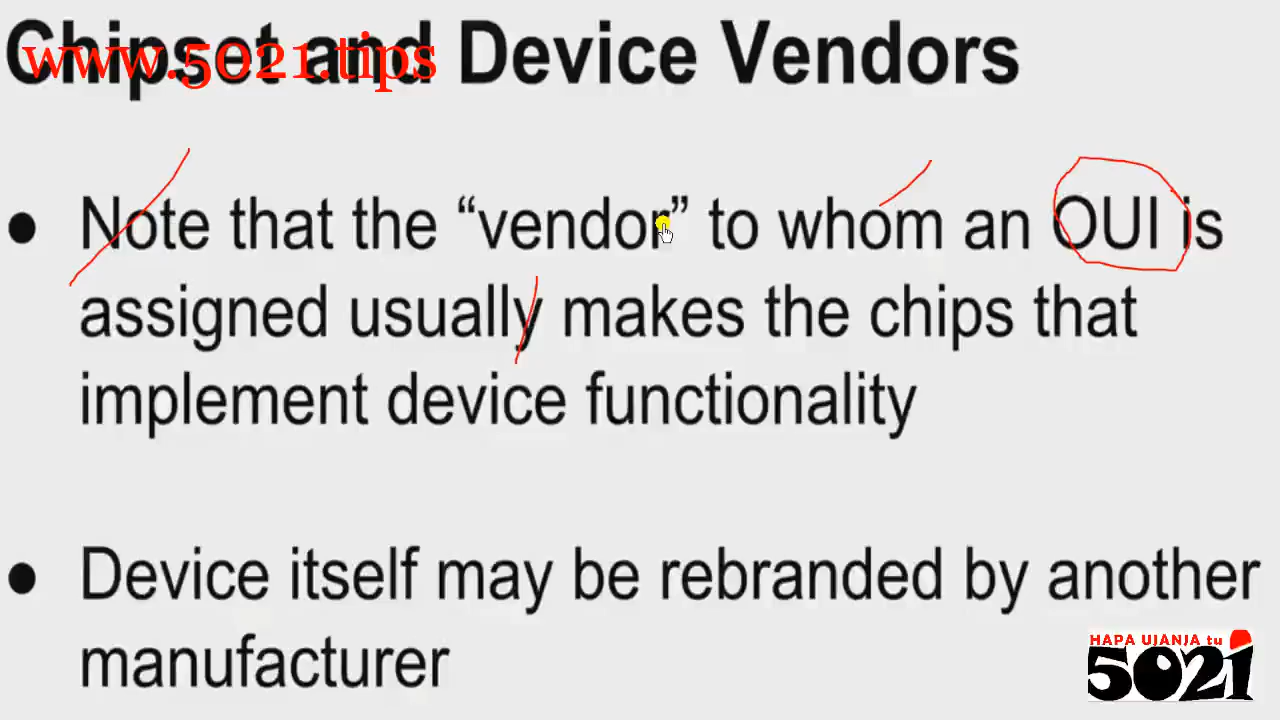 Chipset and Device Vendors
www.5021.tips
• Note that the “vendor” to whom an OUI is
assigned usually makes the chips that
implement device functionality
• Device itself may be rebranded by another
manufacturer
HAPA UJANJA tu
5021